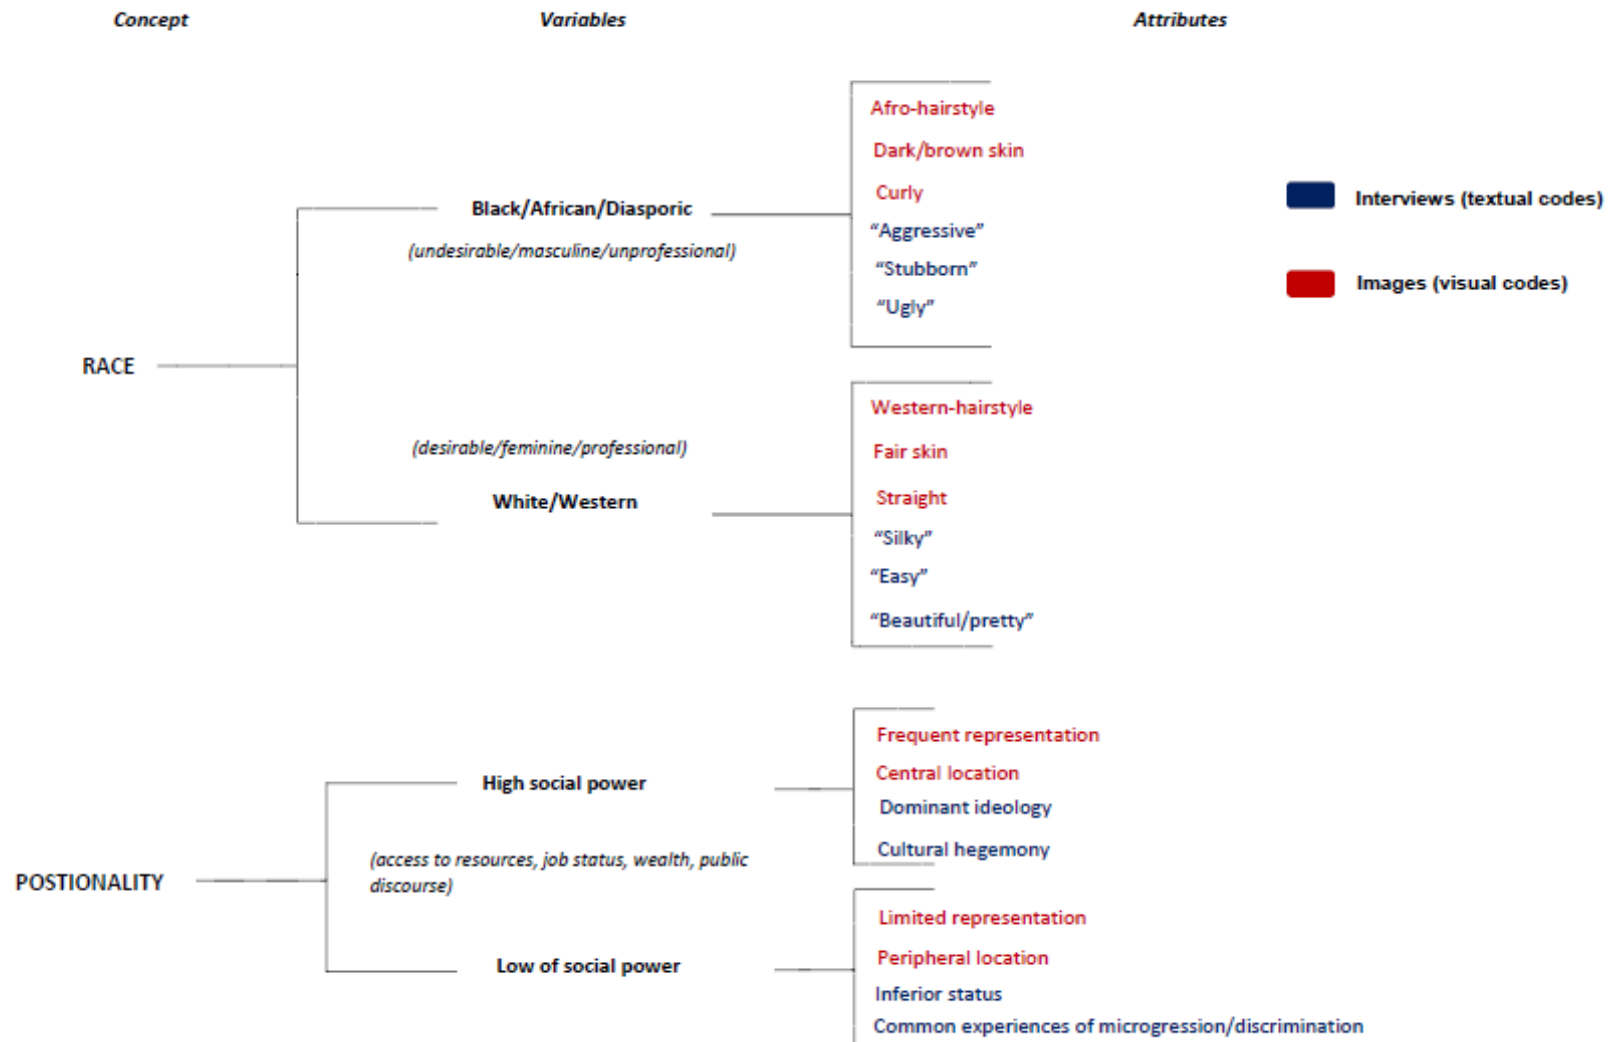 Concept
Variables
Attributes
Afro-hairstyle
Dark/brown skin
Curly
Black/African/Diasporic
“Aggressive”
(undesirable/masculine/unprofessional)
“Stubborn”
“Ugly”
Interviews (textual codes)
Images (visual codes)
RACE
Western-hairstyle
(desirable/feminine/professional)
Fair skin
White/Western
Straight
“Silky”
“Easy”
“Beautiful/pretty”
Frequent representation
High social power
Central location
Dominant ideology
Cultural hegemony
(access to resources, job status, wealth, public
discourse)
POSTIONALITY
Limited representation
Low of social power
Peripheral location
Inferior status
Common experiences of microgression/discrimination